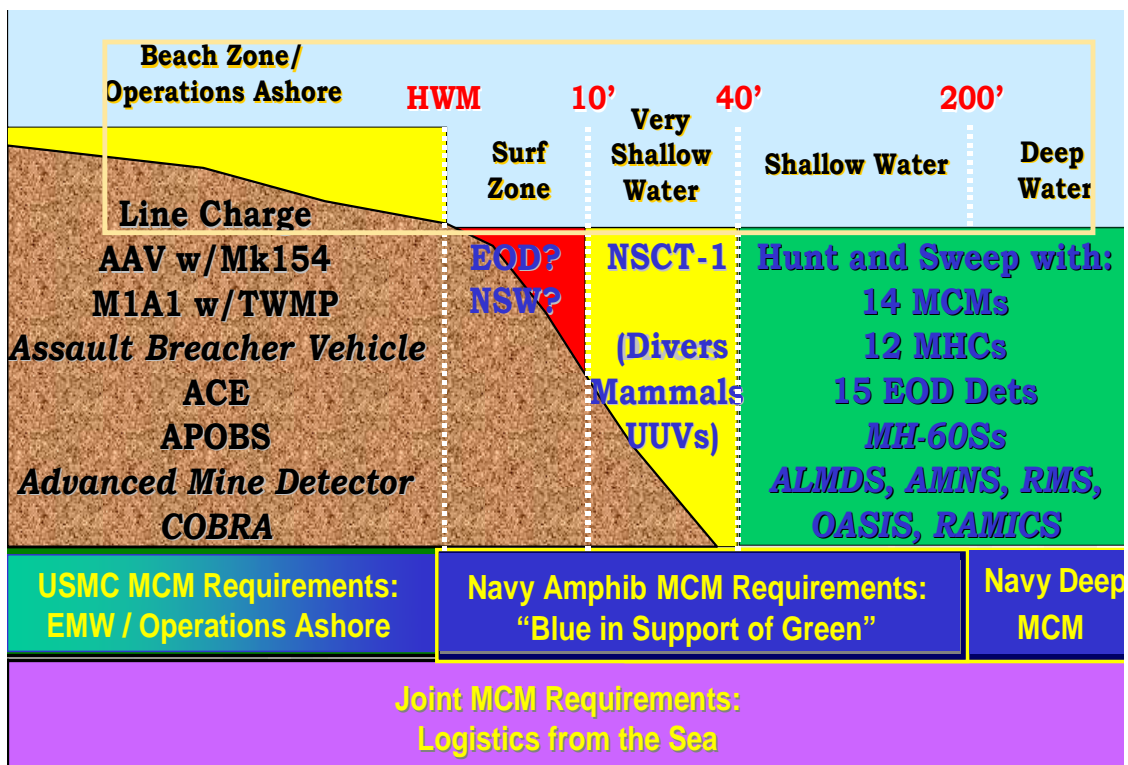 Beach Zone/
Operations Ashore
HWM
10’
40’
200’
Surf
Zone
Very
Shallow
Water
Shallow Water
Deep
Water
Line Charge
AAV w/Mk154
M1A1 w/TWMP
Assault Breacher Vehicle
ACE
APOBS
Advanced Mine Detector
COBRA
EOD?
NSW?
NSCT-1
(Divers
Mammals
UUVs)
Hunt and Sweep with:
14 MCMs
12 MHCs
15 EOD Dets
MH-60Ss
ALMDS, AMNS, RMS,
OASIS, RAMICS
USMC MCM Requirements:
EMW / Operations Ashore
Navy Amphib MCM Requirements:
“Blue in Support of Green”
Navy Deep
MCM
Joint MCM Requirements:
Logistics from the Sea